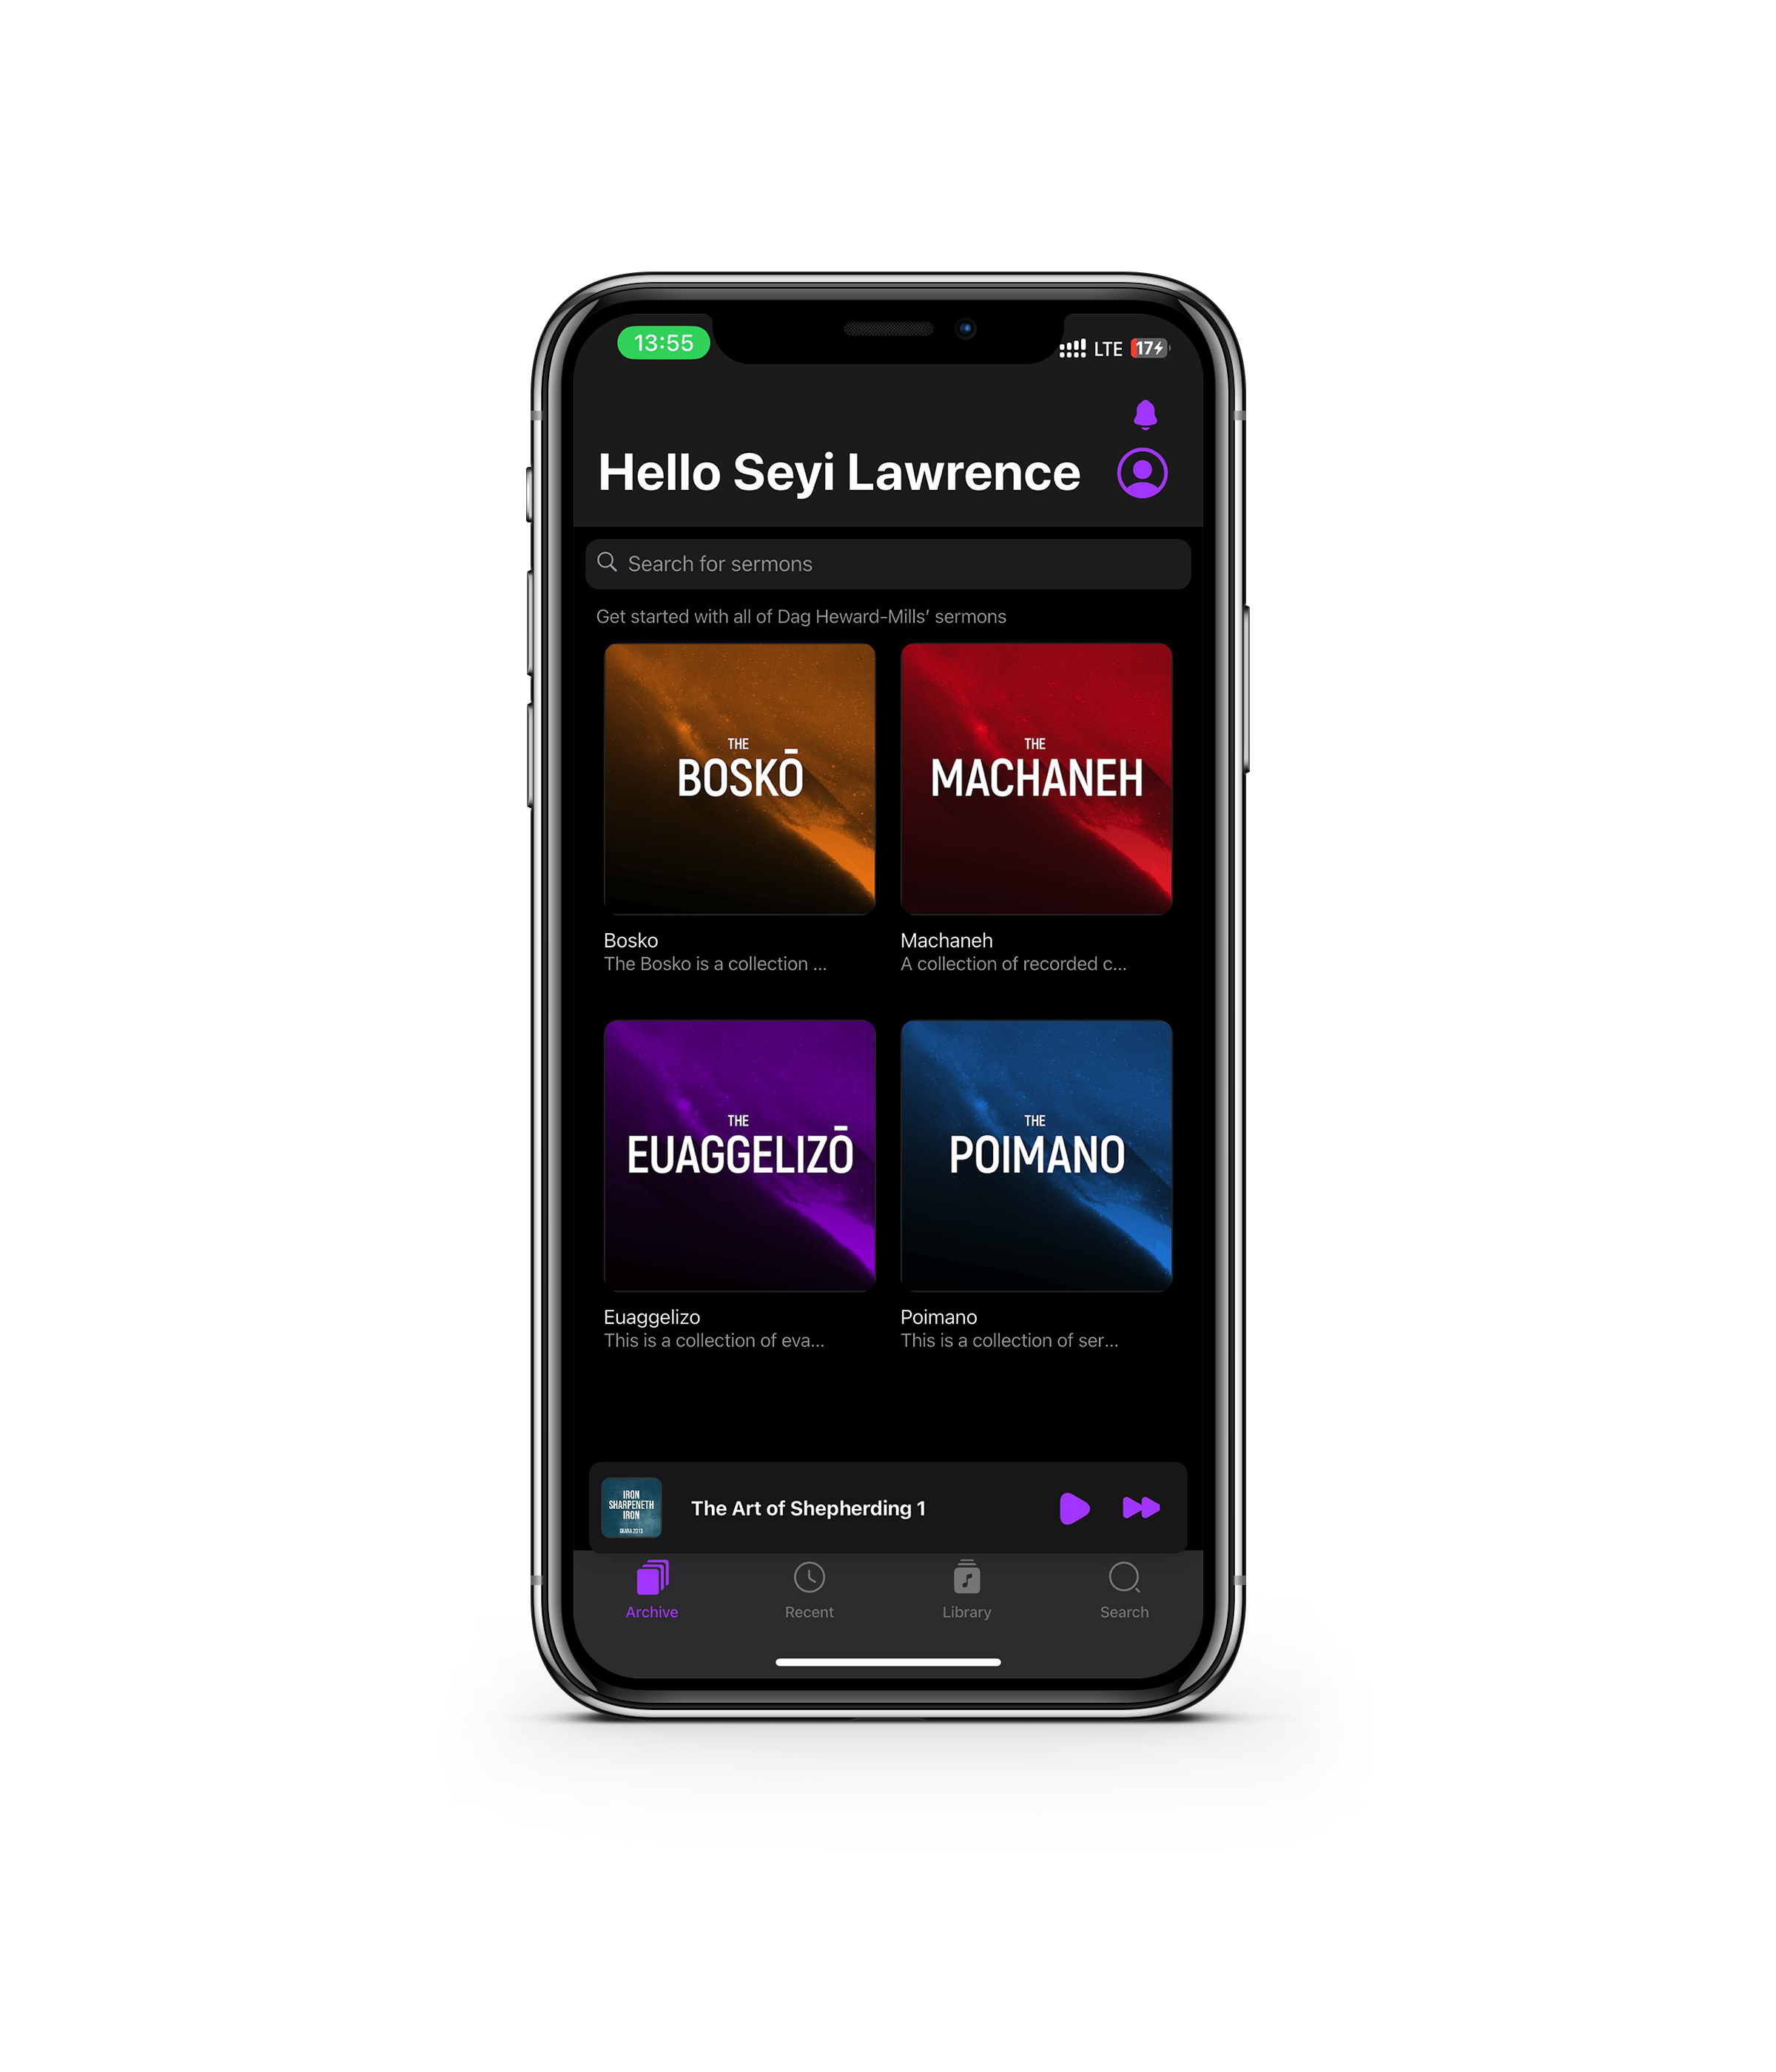 13:55
LTE 17
Hello Seyi Lawrence
Search for sermons
Get started with all of Dag Heward-Mills’ sermons
THE
BOSKŌ
THE
MACHANEH
Bosko
The Bosko is a collection ...
Machaneh
A collection of recorded c...
THE
EUAGGELIZŌ
THE
POIMANO
Euaggelizo
This is a collection of eva...
Poimano
This is a collection of ser...
IRON
SHARPENETH
IRON
The Art of Shepherding 1
Archive
Recent
Library
Search